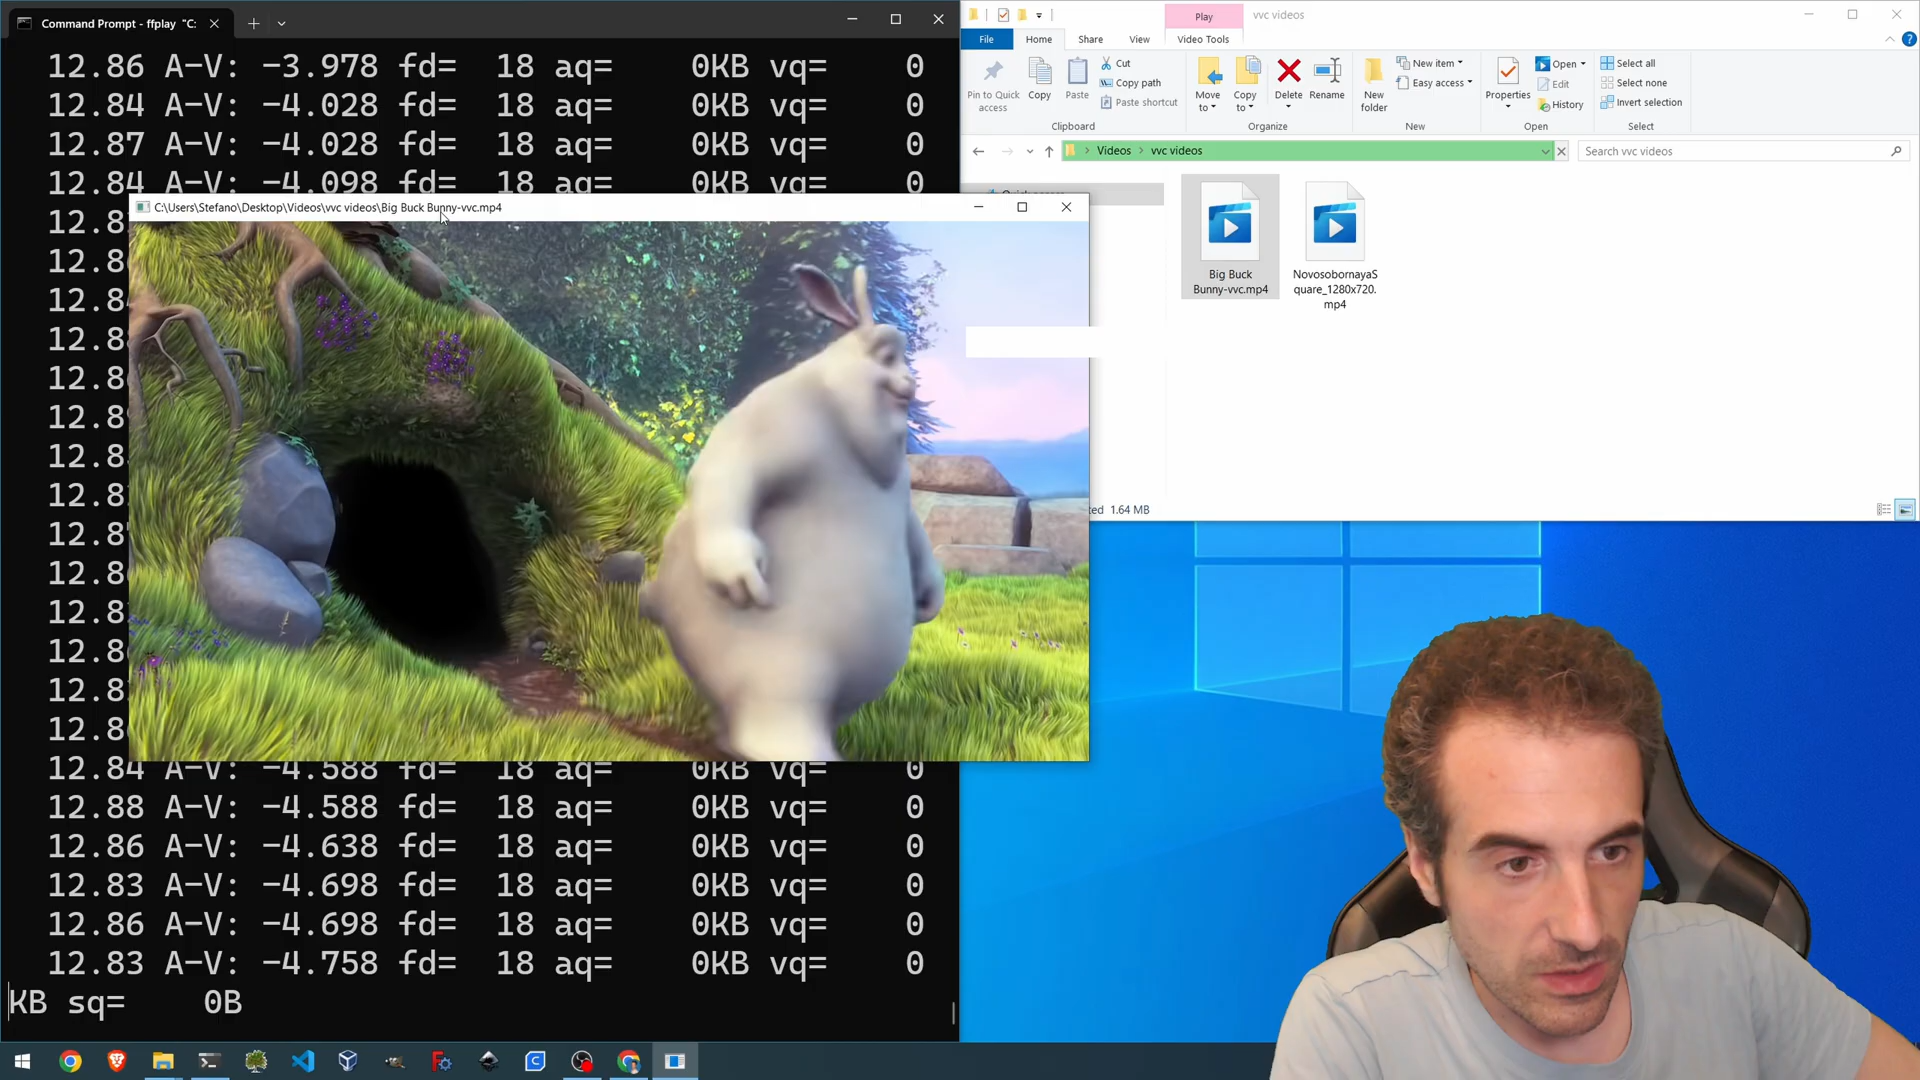 Command Prompt - ffplay "C:
12.86 A-V: -3.978 fd= 18 aq= 0KB vq= 0
12.84 A-V: -4.028 fd= 18 aq= 0KB vq= 0
12.87 A-V: -4.028 fd= 18 aq= 0KB vq= 0
12.84 A-V: -4.098 fd= 18 aq= 0KB vq= 0
C:\Users\Stefano\Desktop\Videos\vvc videos\Big Buck Bunny-vvc.mp4
12.84 A-V: -4.588 fd= 18 aq= 0KB vq= 0
12.88 A-V: -4.588 fd= 18 aq= 0KB vq= 0
12.86 A-V: -4.638 fd= 18 aq= 0KB vq= 0
12.83 A-V: -4.698 fd= 18 aq= 0KB vq= 0
12.86 A-V: -4.698 fd= 18 aq= 0KB vq= 0
12.83 A-V: -4.758 fd= 18 aq= 0KB vq= 0
KB sq= 0B
Play
vvc videos
File
Home
Share
View
Video Tools
Pin to Quick access
Copy
Paste
Cut
Copy path
Paste shortcut
Clipboard
Move to
Copy to
Delete
Rename
Organize
New folder
New item
Easy access
New
Properties
Open
Edit
History
Open
Select all
Select none
Invert selection
Select
Videos > vvc videos
Search vvc videos
Big Buck
Bunny-vvc.mp4
NovosobornayaS
quare_1280x720.
mp4
1.64 MB